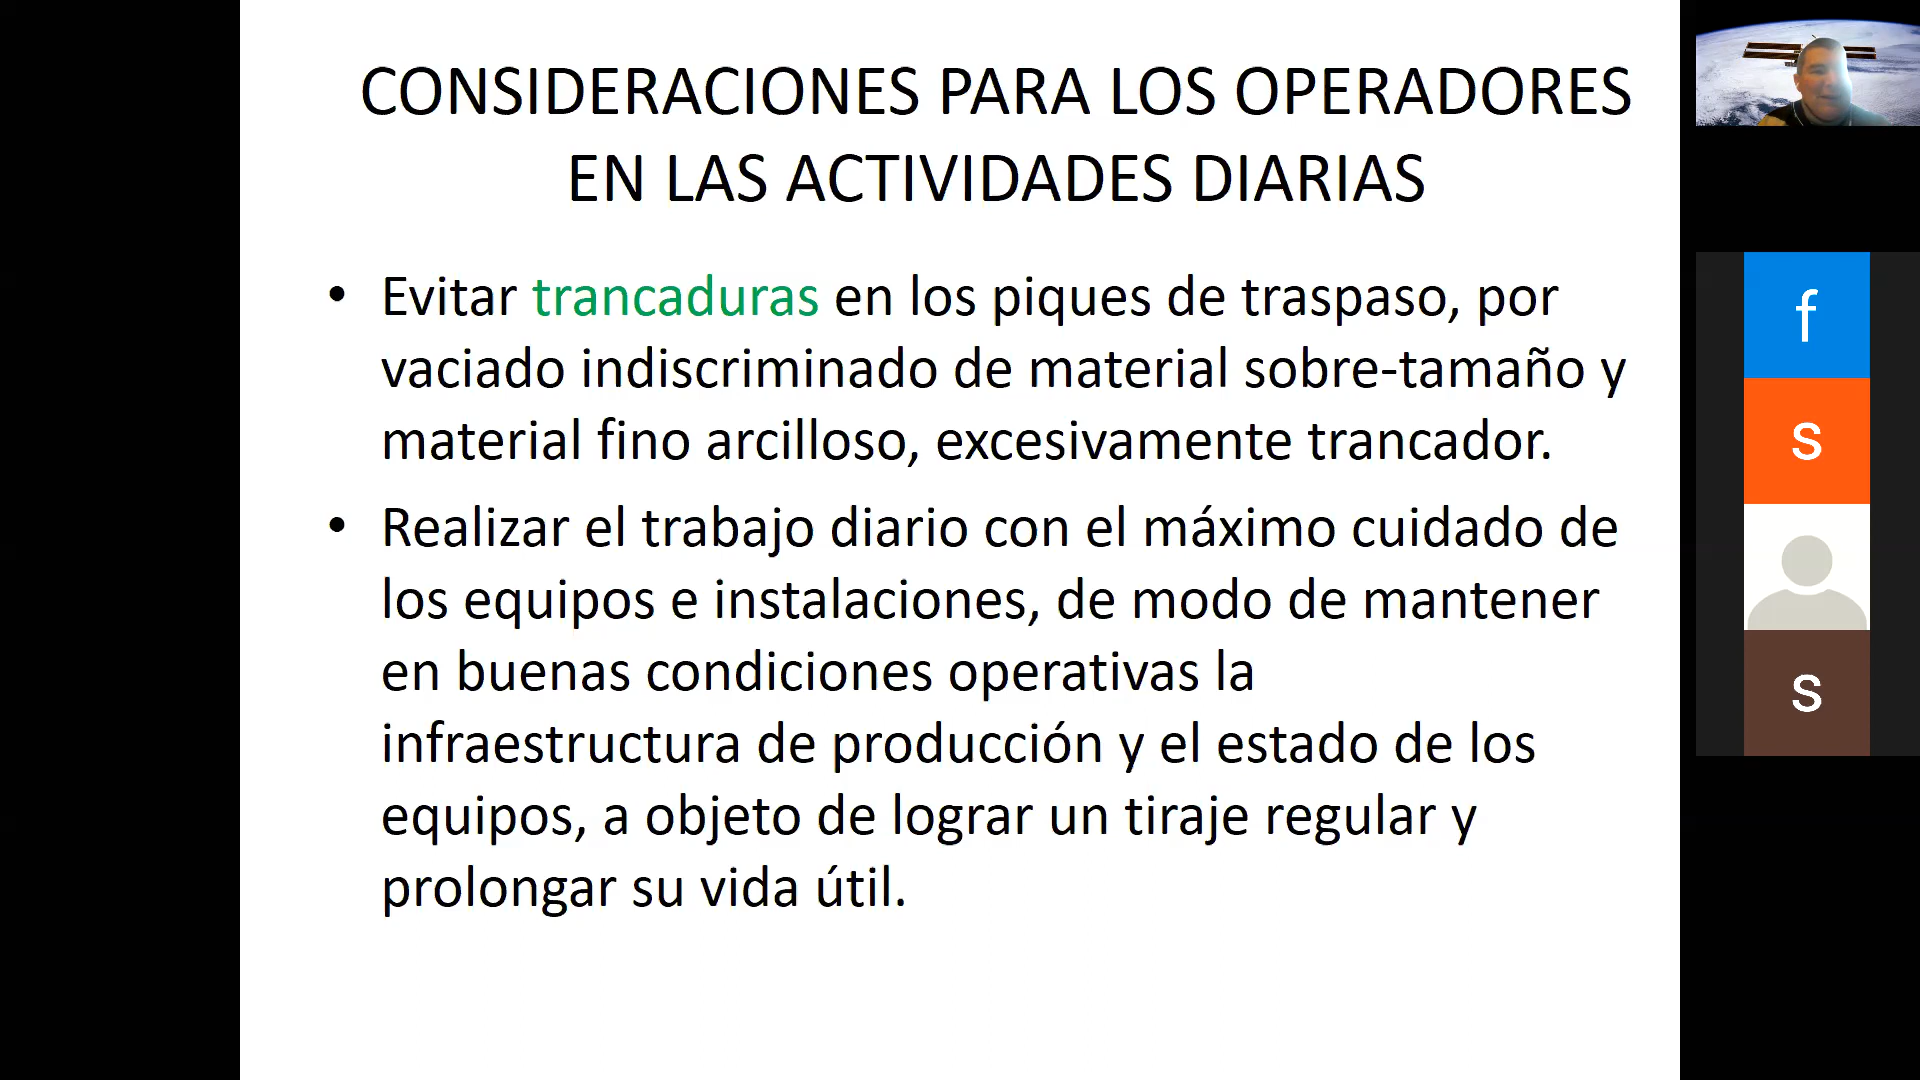 CONSIDERACIONES PARA LOS OPERADORES
EN LAS ACTIVIDADES DIARIAS
• Evitar trancaduras en los piques de traspaso, por
vaciado indiscriminado de material sobre-tamaño y
material fino arcilloso, excesivamente trancador.
• Realizar el trabajo diario con el máximo cuidado de
los equipos e instalaciones, de modo de mantener
en buenas condiciones operativas la
infraestructura de producción y el estado de los
equipos, a objeto de lograr un tiraje regular y
prolongar su vida útil.
f
s
s